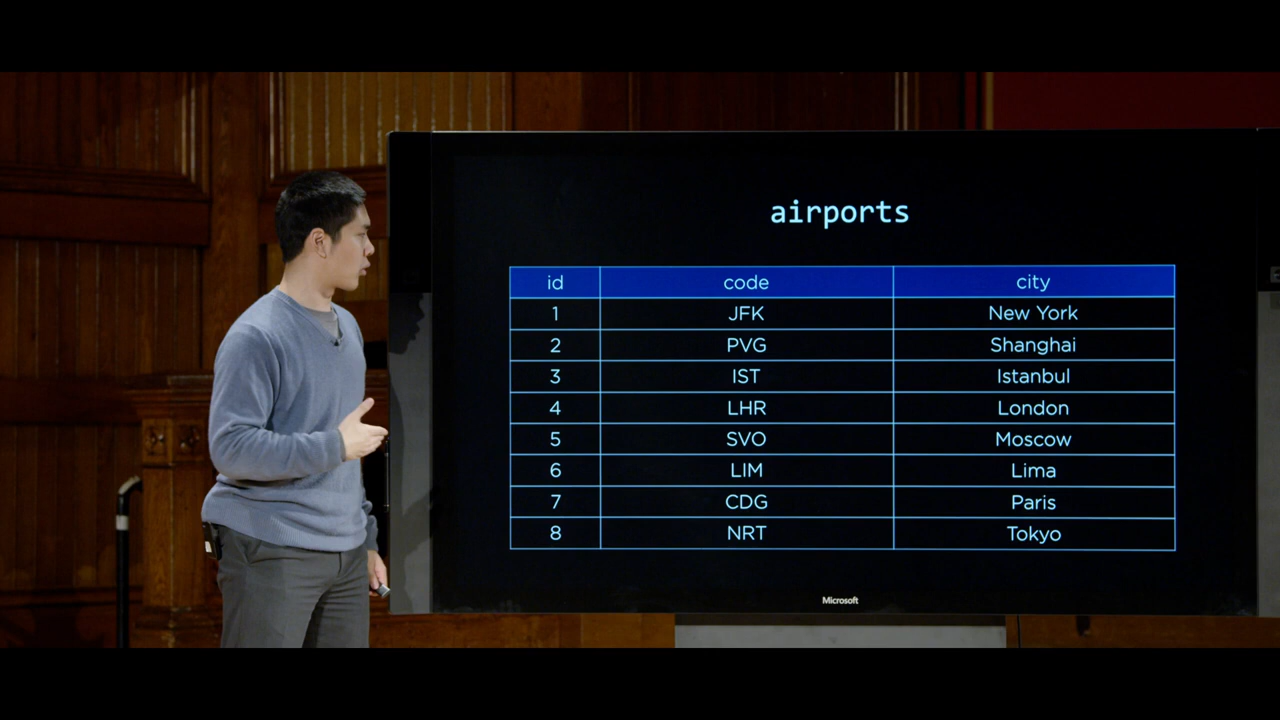 airports
id code city
1 JFK New York
2 PVG Shanghai
3 IST Istanbul
4 LHR London
5 SVO Moscow
6 LIM Lima
7 CDG Paris
8 NRT Tokyo
Microsoft